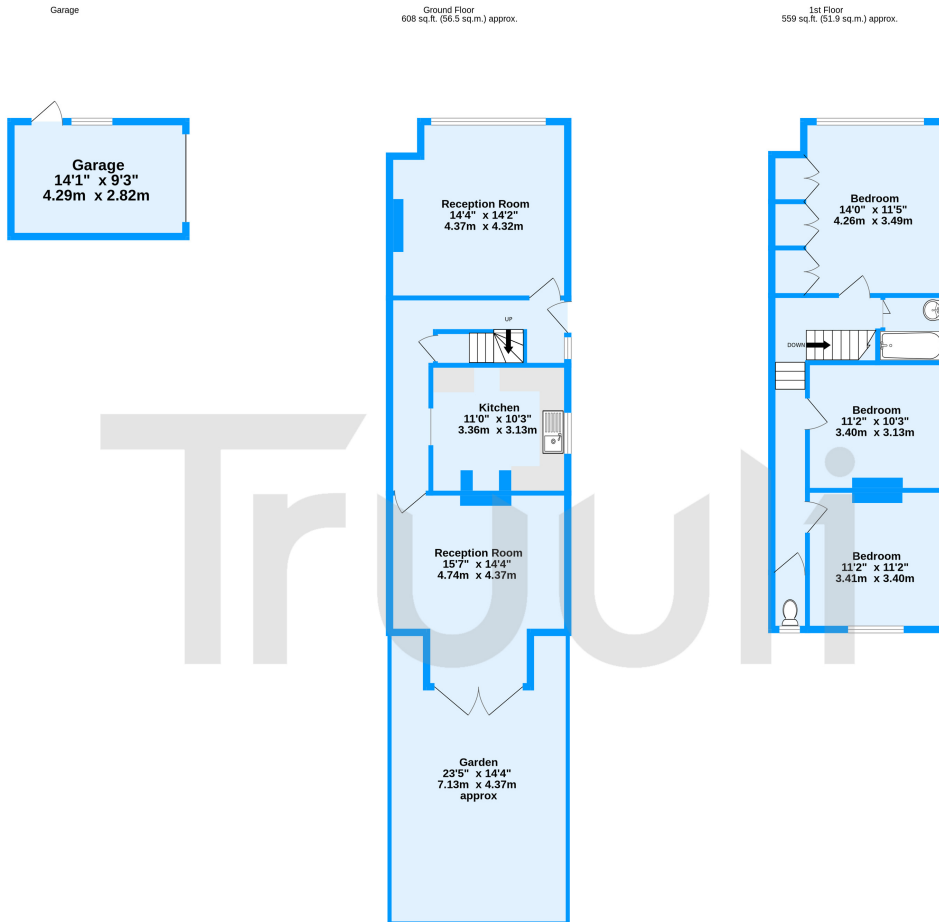 Garage
Ground Floor
608 sq.ft. (56.5 sq.m.) approx.
1st Floor
559 sq.ft. (51.9 sq.m.) approx.
Garage
14'1" x 9'3"
4.29m x 2.82m
Reception Room
14'4" x 14'2"
4.37m x 4.32m
UP
Kitchen
11'0" x 10'3"
3.36m x 3.13m
Reception Room
15'7" x 14'4"
4.74m x 4.37m
Garden
23'5" x 14'4"
7.13m x 4.37m
approx
Bedroom
14'0" x 11'5"
4.26m x 3.49m
DOWN
Bedroom
11'2" x 10'3"
3.40m x 3.13m
Bedroom
11'2" x 11'2"
3.41m x 3.40m
Truuli